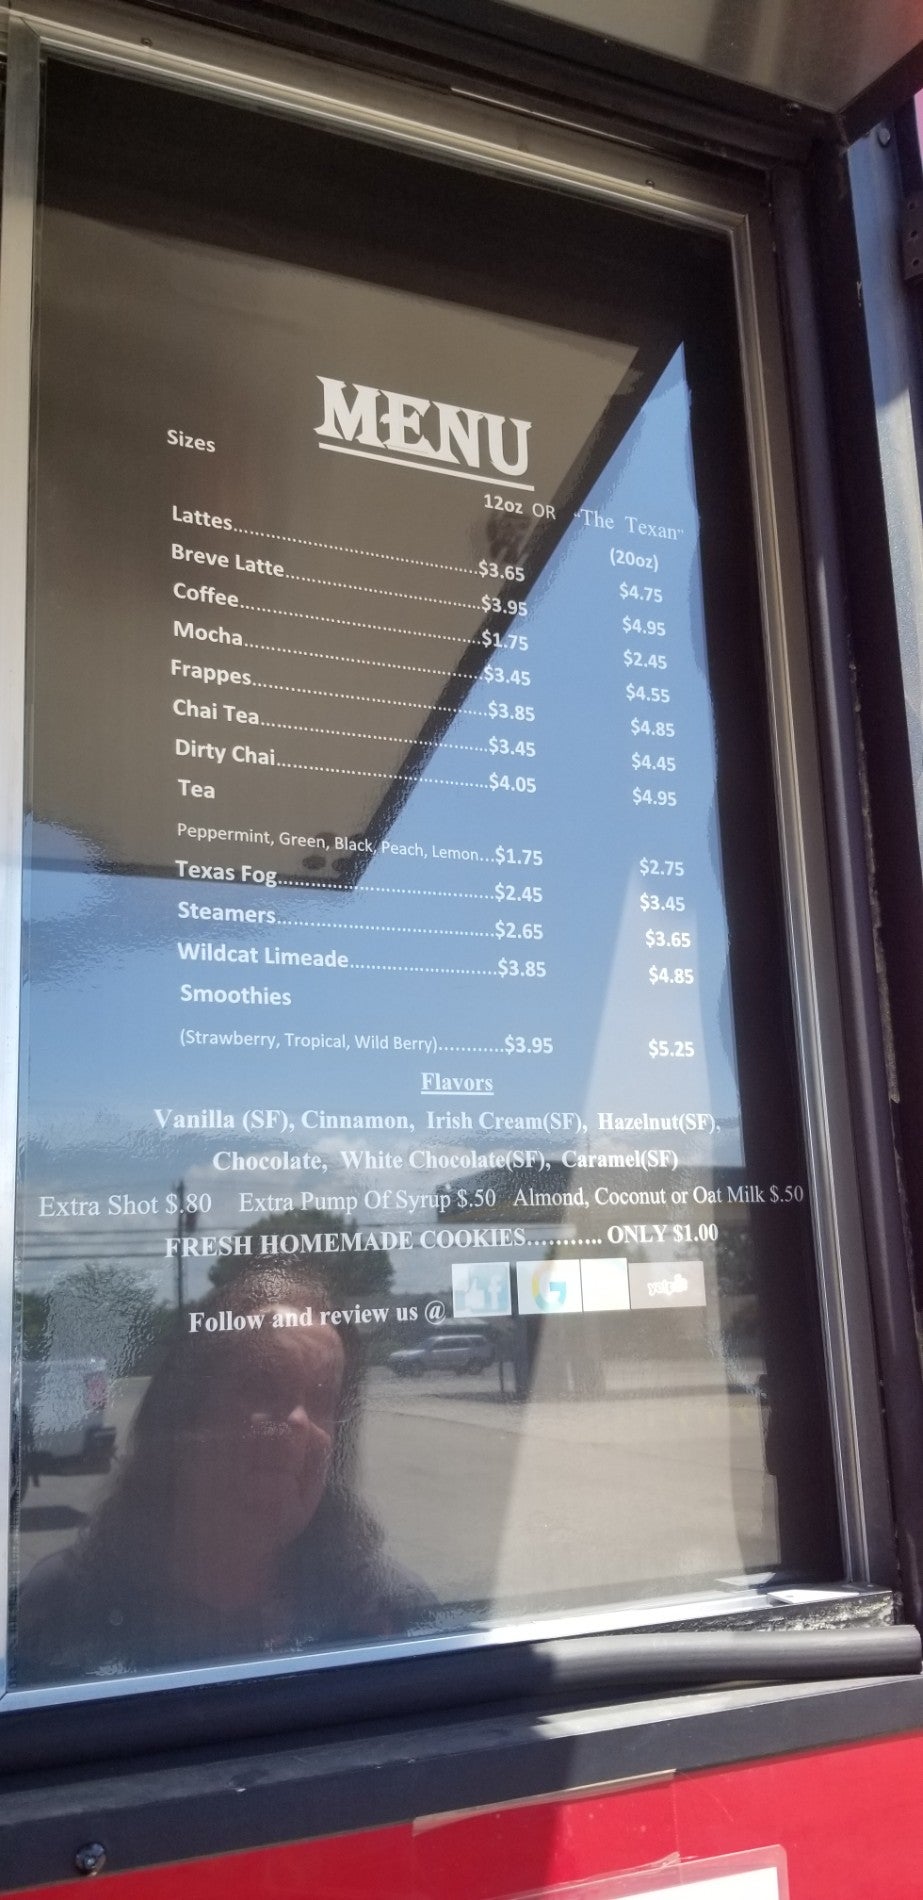 MENU
Sizes
12oz OR "The Texan"
(20oz)
Lattes..........$3.65 $4.75
Breve Latte..........$3.95 $4.95
Coffee..........$1.75 $2.45
Mocha..........$3.45 $4.55
Frappes..........$3.85 $4.85
Chai Tea..........$3.45 $4.45
Dirty Chai..........$4.05 $4.95
Tea
Peppermint, Green, Black, Peach, Lemon...$1.75 $2.75
Texas Fog..........$2.45 $3.45
Steamers..........$2.65 $3.65
Wildcat Limeade..........$3.85 $4.85
Smoothies
(Strawberry, Tropical, Wild Berry)............$3.95 $5.25
Flavors
Vanilla (SF), Cinnamon, Irish Cream(SF), Hazelnut(SF),
Chocolate, White Chocolate(SF), Caramel(SF)
Extra Shot $.80 Extra Pump Of Syrup $.50 Almond, Coconut or Oat Milk $.50
FRESH HOMEMADE COOKIES........... ONLY $1.00
Follow and review us @ f G yelp